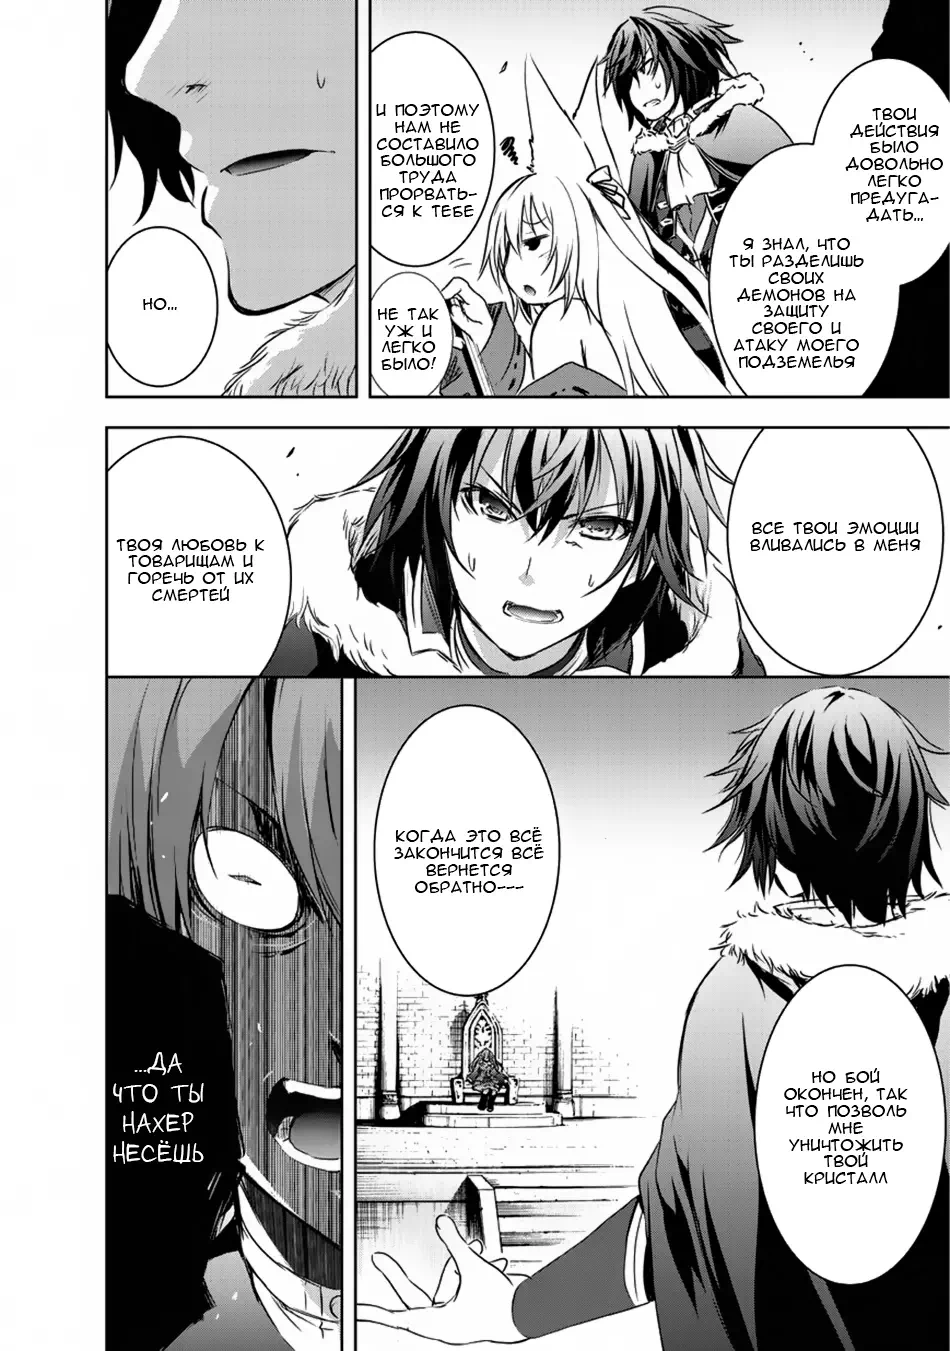 ТВОИ
ДЕЙСТВИЯ
БЫЛО
ДОВОЛЬНО
ЛЕГКО
ПРЕДУГА-
ДАТЬ...
Я ЗНАЛ, ЧТО
ТЫ РАЗДЕЛИШЬ
СВОИХ
ДЕМОНОВ НА
ЗАЩИТУ
СВОЕГО И
АТАКУ МОЕГО
ПОДЗЕМЕЛЬЯ
И ПОЭТОМУ
НАМ НЕ
СОСТАВИЛО
БОЛЬШОГО
ТРУДА
ПРОРВАТЬ-
СЯ К ТЕБЕ
НЕ ТАК
УЖ И
ЛЕГКО
БЫЛО!
НО...
ВСЕ ТВОИ ЭМОЦИИ
ВЛИВАЛИСЬ В МЕНЯ
ТВОЯ ЛЮБОВЬ К
ТОВАРИЩАМ И
ГОРЕЧЬ ОТ ИХ
СМЕРТЕЙ
КОГДА ЭТО ВСЁ
ЗАКОНЧИТСЯ ВСЁ
ВЕРНЕТСЯ
ОБРАТНО---
НО БОЙ
ОКОНЧЕН, ТАК
ЧТО ПОЗВОЛЬ
МНЕ
УНИЧТОЖИТЬ
ТВОЙ
КРИСТАЛЛ
...ДА
ЧТО ТЫ
НАХЕР
НЕСЁШЬ